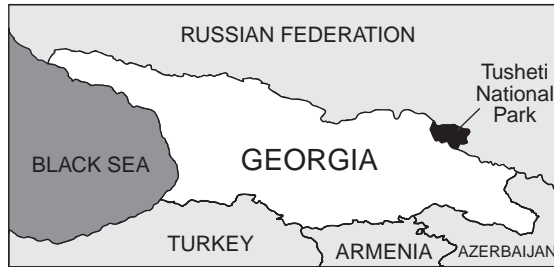 RUSSIAN FEDERATION
Tusheti
National
Park
BLACK SEA
GEORGIA
TURKEY
ARMENIA
AZERBAIJAN